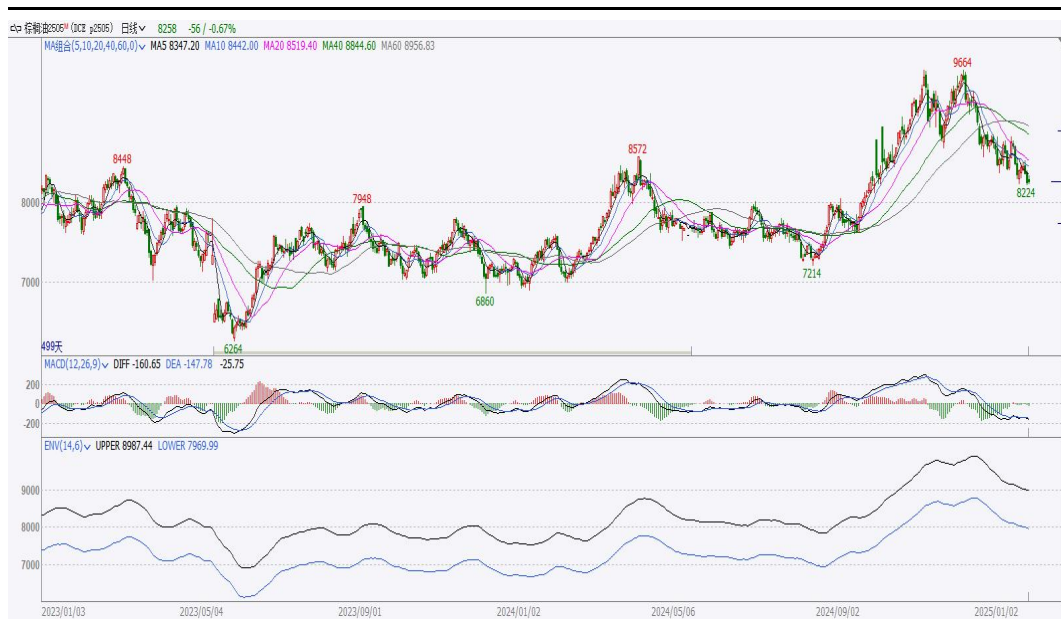 棕榈油2505M (DCE p2505) 日线 8258 -56 / -0.67%
MA组合(5,10,20,40,60,0) MA5 8347.20 MA10 8442.00 MA20 8519.40 MA40 8844.60 MA60 8956.83
9664
8448
8572
7948
8000
8224
7000
7214
6860
6264
499天
MACD(12,26,9) DIFF -160.65 DEA -147.78 -25.75
200
0
-200
ENV(14,6) UPPER 8987.44 LOWER 7969.99
9000
8000
7000
2023/01/03 2023/05/04 2023/09/01 2024/01/02 2024/05/06 2024/09/02 2025/01/02